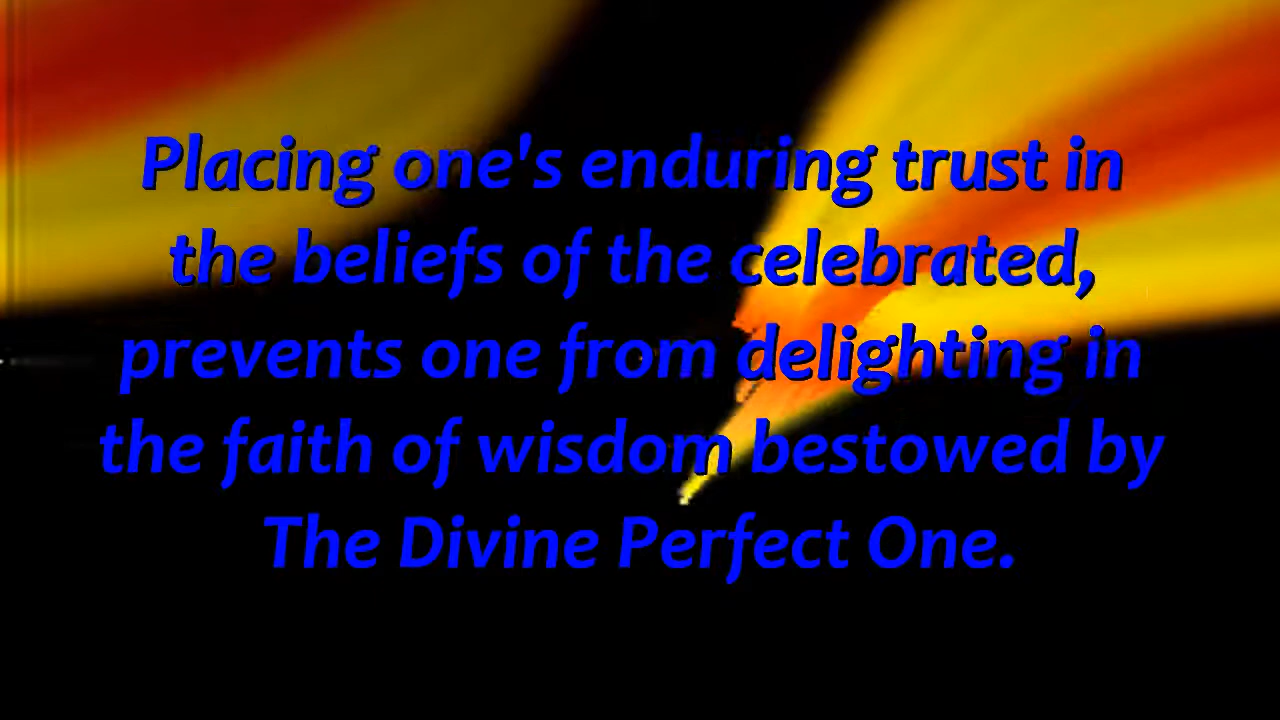 Placing one's enduring trust in
the beliefs of the celebrated,
prevents one from delighting in
the faith of wisdom bestowed by
The Divine Perfect One.